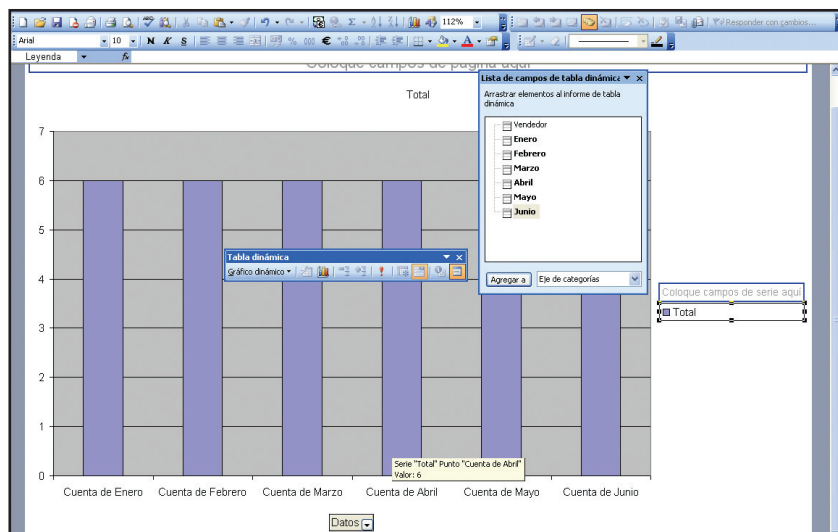 112%
Responder con cambios...
Arial 10 N K S
Leyenda fx
Coloque campos de página aquí
Total
Lista de campos de tabla dinámica
Arrastrar elementos al informe de tabla
dinámica
Vendedor
Enero
Febrero
Marzo
Abril
Mayo
Junio
Agregar a Eje de categorías
Tabla dinámica
Gráfico dinámico
7
6
5
4
3
2
1
0
Coloque campos de serie aquí
Total
Serie "Total" Punto "Cuenta de Abril"
Valor: 6
Cuenta de Enero Cuenta de Febrero Cuenta de Marzo Cuenta de Abril Cuenta de Mayo Cuenta de Junio
Datos